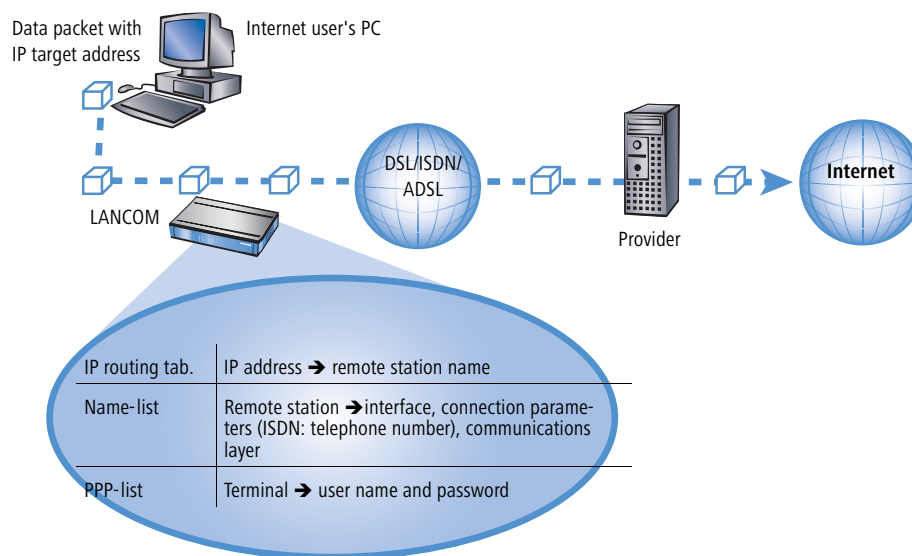 Data packet with
IP target address
Internet user's PC
LANCOM
DSL/ISDN/
ADSL
Provider
Internet
IP routing tab.
IP address ➔ remote station name
Name-list
Remote station ➔interface, connection parame-
ters (ISDN: telephone number), communications
layer
PPP-list
Terminal ➔ user name and password